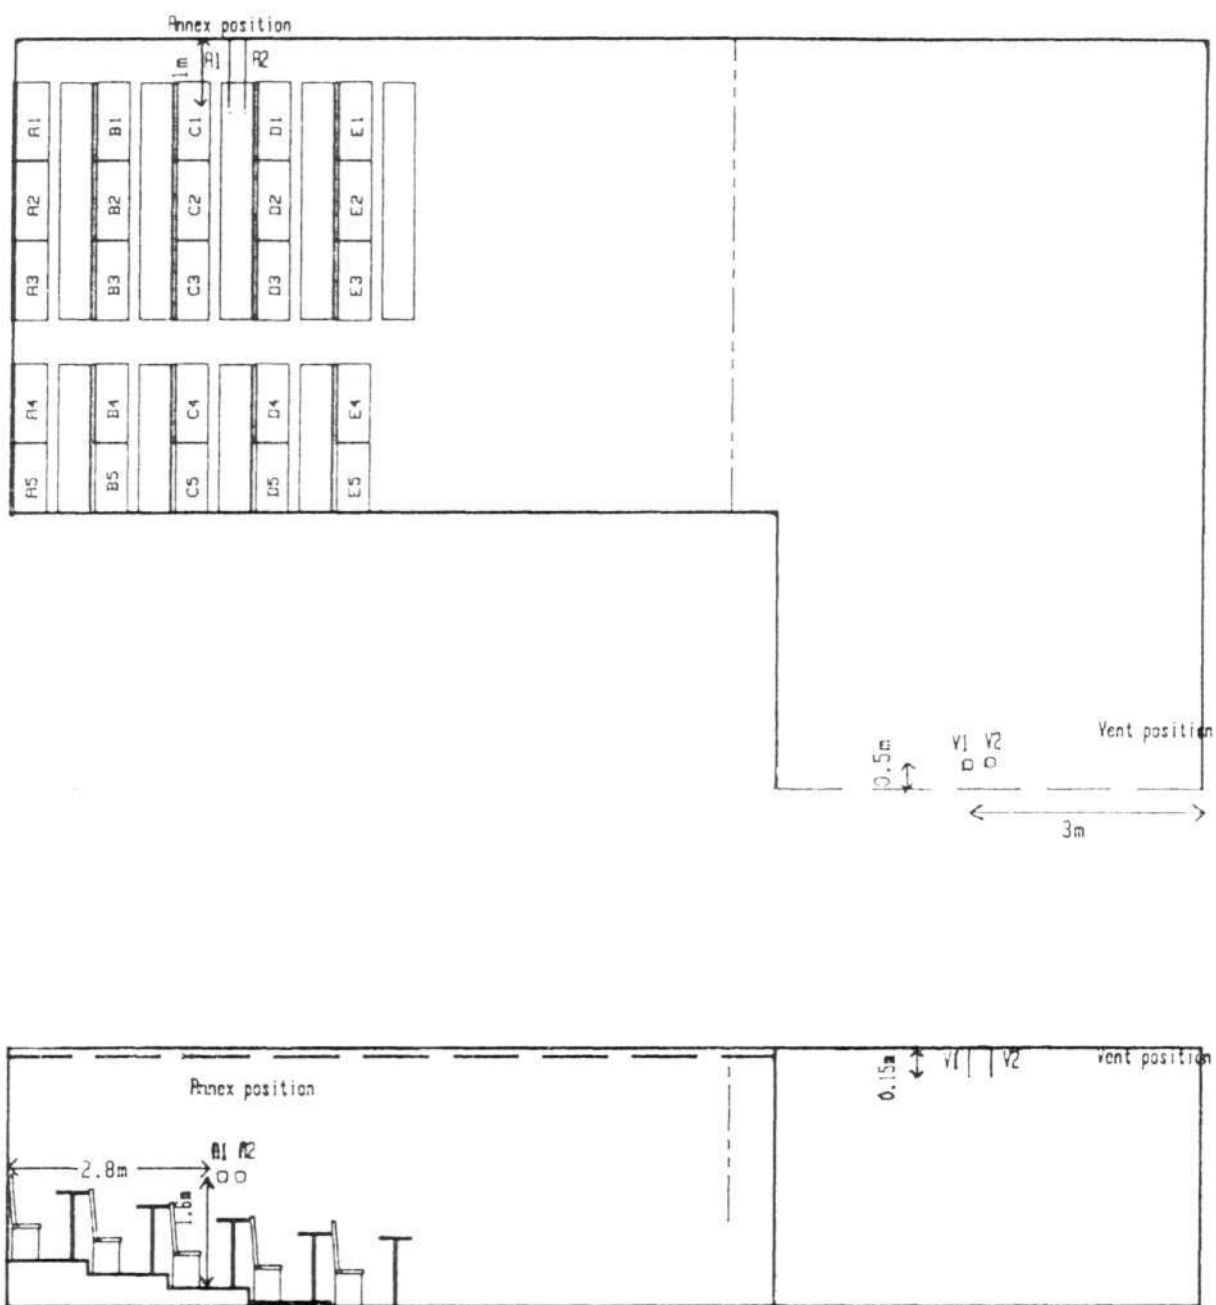 Annex position
1m A1 A2
A1 B1 C1 D1 E1
A2 B2 C2 D2 E2
A3 B3 C3 D3 E3
A4 B4 C4 D4 E4
A5 B5 C5 D5 E5
Vent position
V1 V2
0.5m
3m
Vent position
V1 V2
0.15m
Annex position
A1 A2
2.8m
1.6m